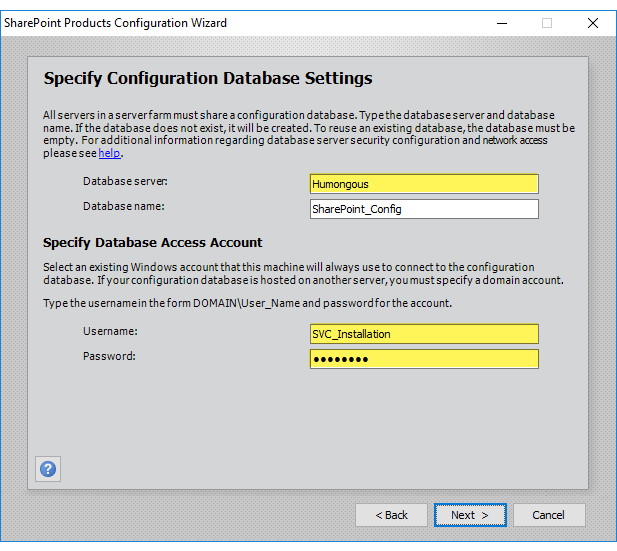 SharePoint Products Configuration Wizard
Specify Configuration Database Settings
All servers in a server farm must share a configuration database. Type the database server and database
name. If the database does not exist, it will be created. To reuse an existing database, the database must be
empty. For additional information regarding database server security configuration and network access
please see help.
Database server:
Humongous
Database name:
SharePoint_Config
Specify Database Access Account
Select an existing Windows account that this machine will always use to connect to the configuration
database. If your configuration database is hosted on another server, you must specify a domain account.
Type the username in the form DOMAIN\User_Name and password for the account.
Username:
SVC_Installation
Password:
●●●●●●●●
?
< Back
Next >
Cancel